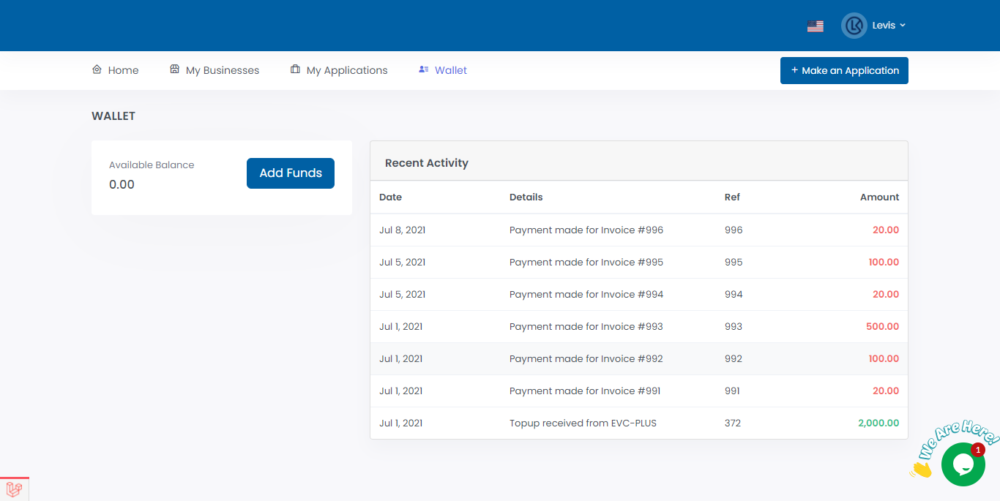 Levis
Home
My Businesses
My Applications
Wallet
+ Make an Application
WALLET
Available Balance
0.00
Add Funds
Recent Activity
Date Details Ref Amount
Jul 8, 2021 Payment made for Invoice #996 996 20.00
Jul 5, 2021 Payment made for Invoice #995 995 100.00
Jul 5, 2021 Payment made for Invoice #994 994 20.00
Jul 1, 2021 Payment made for Invoice #993 993 500.00
Jul 1, 2021 Payment made for Invoice #992 992 100.00
Jul 1, 2021 Payment made for Invoice #991 991 20.00
Jul 1, 2021 Topup received from EVC-PLUS 372 2,000.00
We Are Here!
1